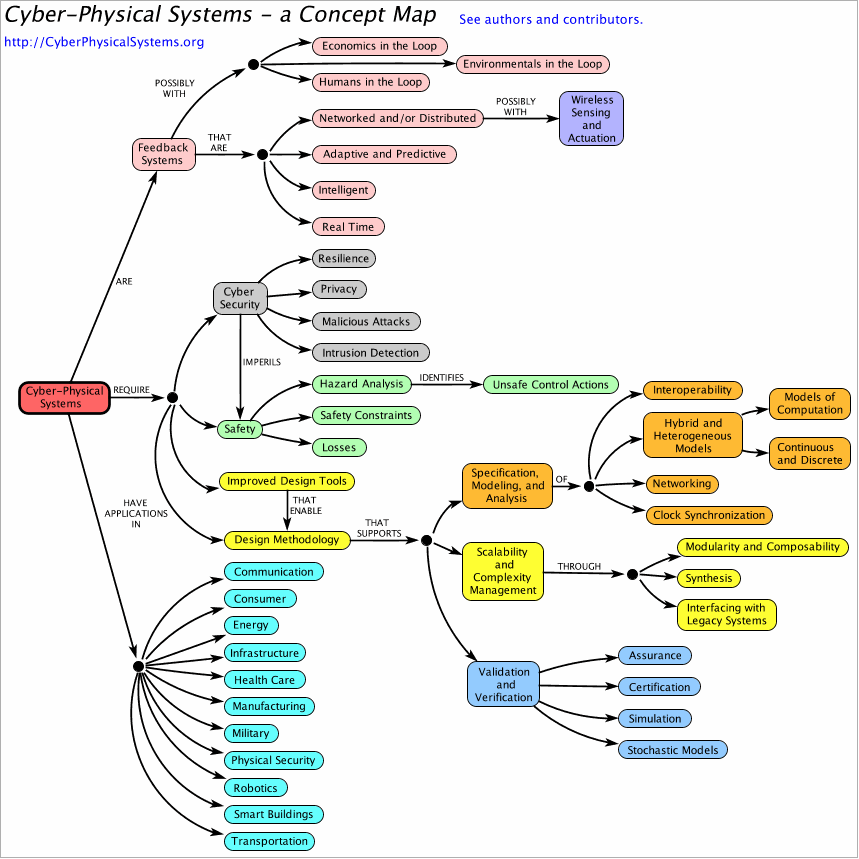 Cyber-Physical Systems - a Concept Map
See authors and contributors.
http://CyberPhysicalSystems.org
Economics in the Loop
Environmentals in the Loop
Humans in the Loop
POSSIBLY
WITH
Networked and/or Distributed
POSSIBLY
WITH
Wireless
Sensing
and
Actuation
Feedback
Systems
THAT
ARE
Adaptive and Predictive
Intelligent
Real Time
ARE
Resilience
Cyber
Security
Privacy
Malicious Attacks
Intrusion Detection
IMPERILS
Cyber-Physical
Systems
REQUIRE
Hazard Analysis
IDENTIFIES
Unsafe Control Actions
Safety
Safety Constraints
Losses
Interoperability
Models of
Computation
Hybrid and
Heterogeneous
Models
Continuous
and Discrete
Improved Design Tools
Specification,
Modeling, and
Analysis
OF
Networking
Clock Synchronization
HAVE
APPLICATIONS
IN
THAT
ENABLE
Design Methodology
THAT
SUPPORTS
Scalability
and
Complexity
Management
THROUGH
Modularity and Composability
Synthesis
Interfacing with
Legacy Systems
Communication
Consumer
Energy
Infrastructure
Health Care
Manufacturing
Military
Physical Security
Robotics
Smart Buildings
Transportation
Validation
and
Verification
Assurance
Certification
Simulation
Stochastic Models